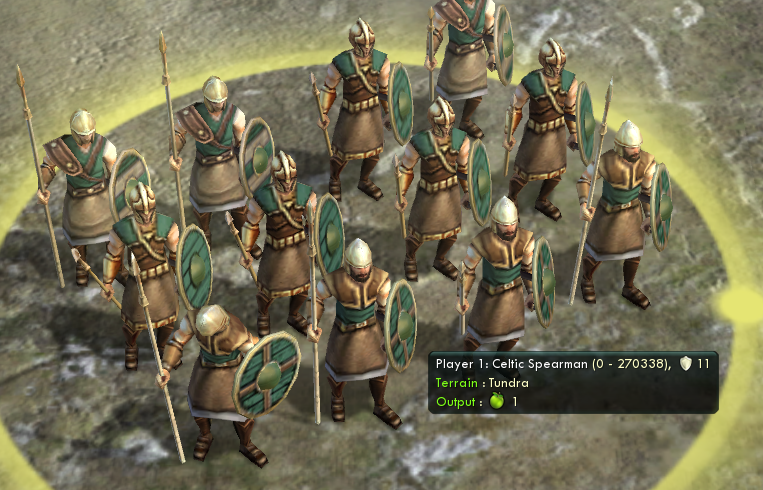 Player 1: Celtic Spearman (0 - 270338), 11
Terrain : Tundra
Output : 1